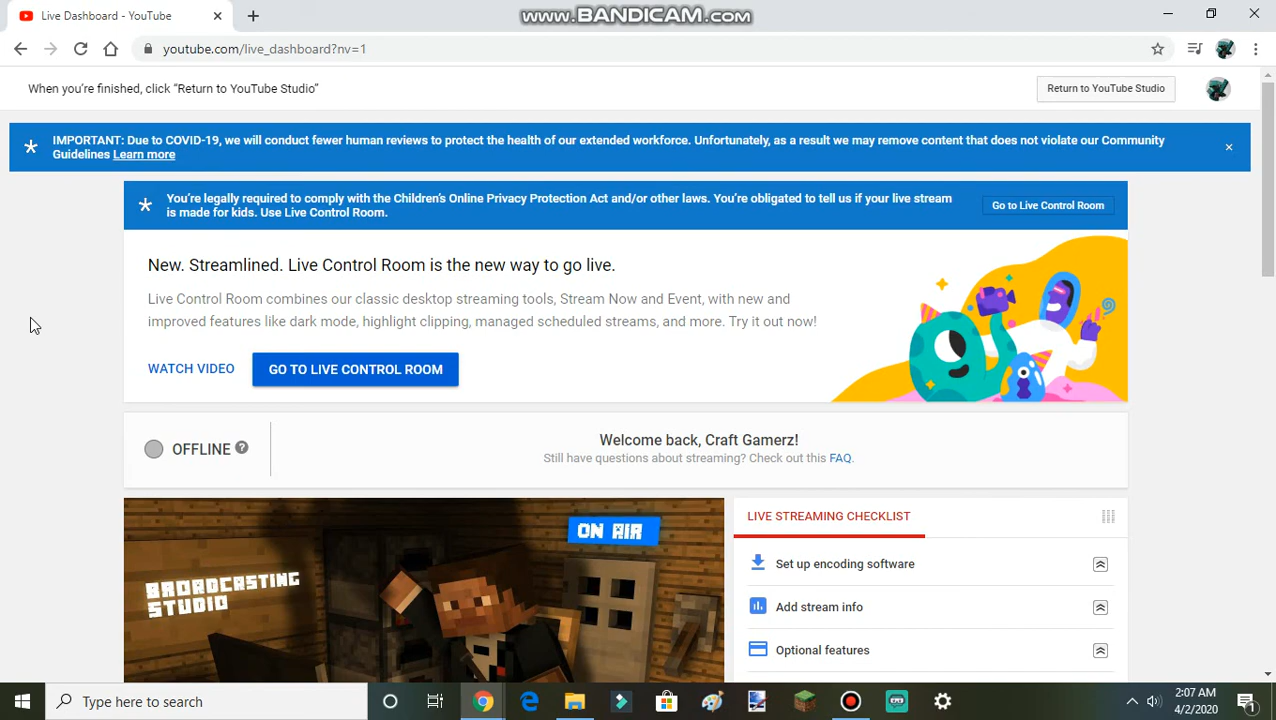 Live Dashboard - YouTube
WWW.BANDICAM.COM
youtube.com/live_dashboard?nv=1
When you're finished, click “Return to YouTube Studio”
Return to YouTube Studio
IMPORTANT: Due to COVID-19, we will conduct fewer human reviews to protect the health of our extended workforce. Unfortunately, as a result we may remove content that does not violate our Community
Guidelines Learn more
You're legally required to comply with the Children's Online Privacy Protection Act and/or other laws. You're obligated to tell us if your live stream
is made for kids. Use Live Control Room.
Go to Live Control Room
New. Streamlined. Live Control Room is the new way to go live.
Live Control Room combines our classic desktop streaming tools, Stream Now and Event, with new and
improved features like dark mode, highlight clipping, managed scheduled streams, and more. Try it out now!
WATCH VIDEO
GO TO LIVE CONTROL ROOM
OFFLINE ?
Welcome back, Craft Gamerz!
Still have questions about streaming? Check out this FAQ.
ON AIR
BROADCASTING
STUDIO
LIVE STREAMING CHECKLIST
Set up encoding software
Add stream info
Optional features
Type here to search
2:07 AM
4/2/2020
1